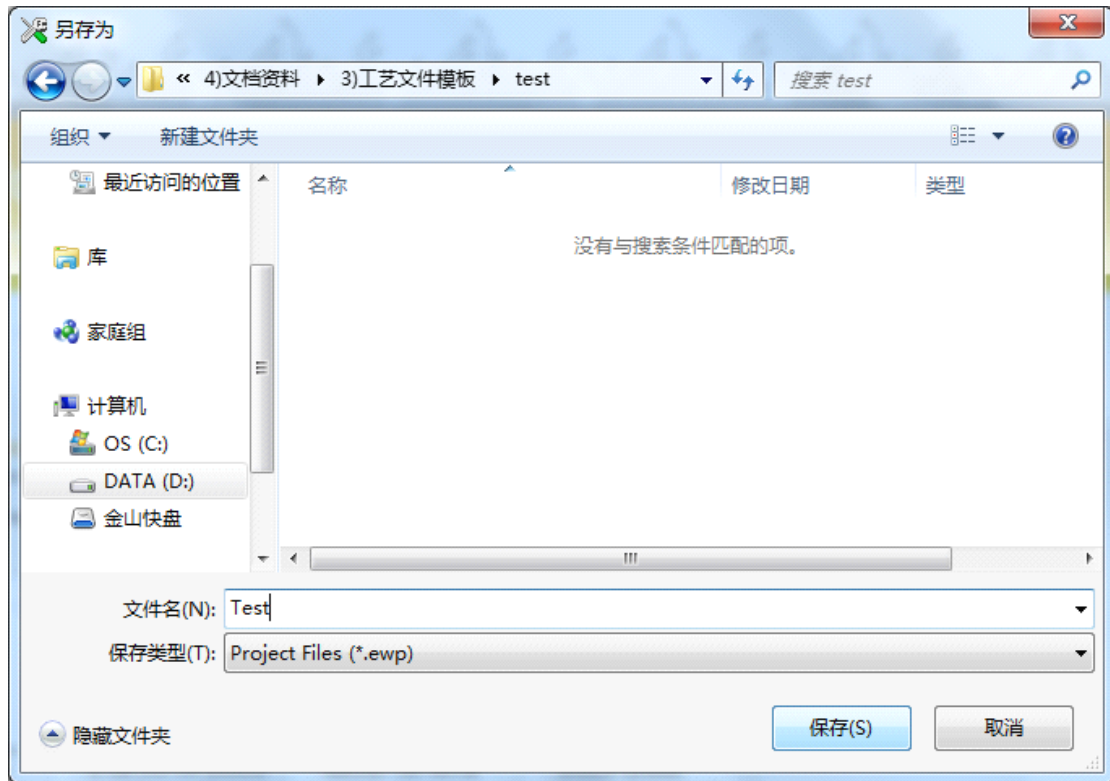 另存为
« 4)文档资料 ▸ 3)工艺文件模板 ▸ test
搜索 test
组织 新建文件夹
名称 修改日期 类型
最近访问的位置
没有与搜索条件匹配的项。
库
家庭组
计算机
OS (C:)
DATA (D:)
金山快盘
文件名(N): Test
保存类型(T): Project Files (*.ewp)
隐藏文件夹
保存(S) 取消